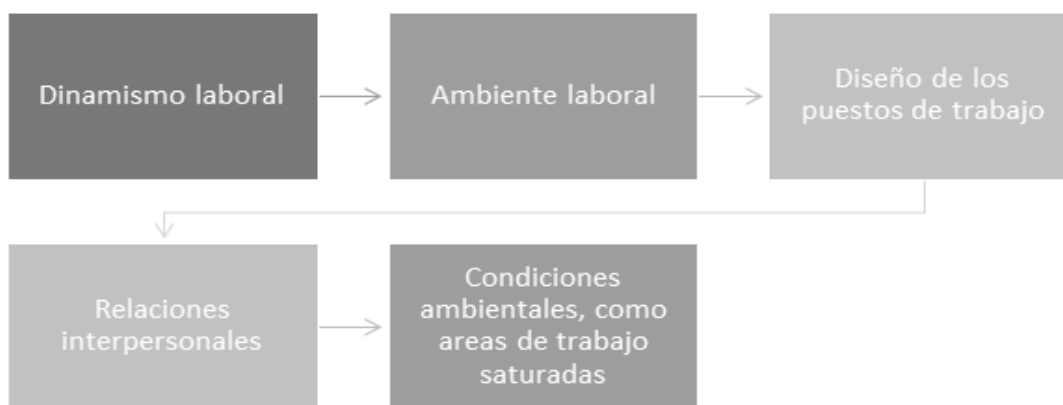 Dinamismo laboral
Ambiente laboral
Diseño de los
puestos de trabajo
Relaciones
interpersonales
Condiciones
ambientales, como
areas de trabajo
saturadas